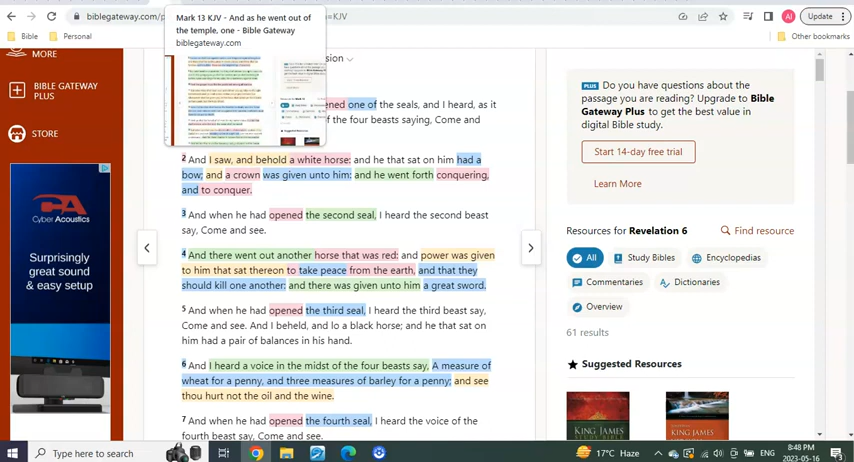 biblegateway.com/p
=KJV
AI
Update
Bible
Personal
Other bookmarks
Mark 13 KJV - And as he went out of
the temple, one - Bible Gateway
biblegateway.com
MORE
BIBLE GATEWAY
PLUS
STORE
Cyber Acoustics
Surprisingly
great sound
& easy setup
sion
ened one of the seals, and I heard, as it
of the four beasts saying, Come and
2 And I saw, and behold a white horse: and he that sat on him had a
bow; and a crown was given unto him: and he went forth conquering,
and to conquer.
3 And when he had opened the second seal, I heard the second beast
say, Come and see.
4 And there went out another horse that was red: and power was given
to him that sat thereon to take peace from the earth, and that they
should kill one another: and there was given unto him a great sword.
5 And when he had opened the third seal, I heard the third beast say,
Come and see. And I beheld, and lo a black horse; and he that sat on
him had a pair of balances in his hand.
6 And I heard a voice in the midst of the four beasts say, A measure of
wheat for a penny, and three measures of barley for a penny; and see
thou hurt not the oil and the wine.
7 And when he had opened the fourth seal, I heard the voice of the
fourth beast say, Come and see.
PLUS Do you have questions about the
passage you are reading? Upgrade to Bible
Gateway Plus to get the best value in
digital Bible study.
Start 14-day free trial
Learn More
Resources for Revelation 6
Find resource
All
Study Bibles
Encyclopedias
Commentaries
Dictionaries
Overview
61 results
Suggested Resources
KING JAMES
KING JAMES
Type here to search
17°C Haze
ENG
8:48 PM
2023-05-16
3